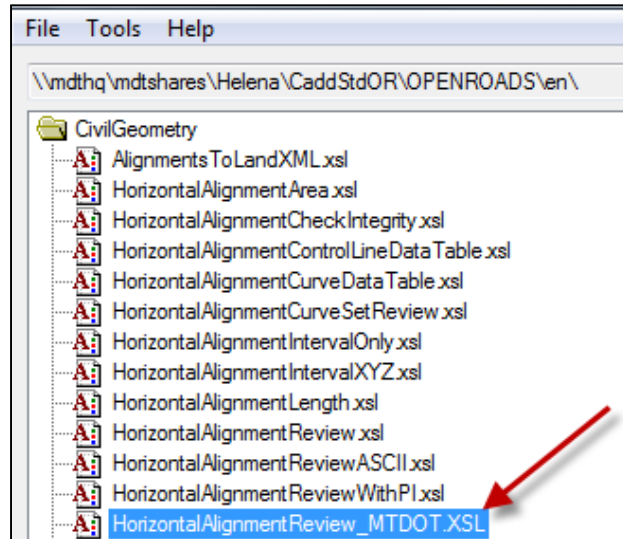 File Tools Help
\\mdthq\mdtshares\Helena\CaddStdOR\OPENROADS\en\
CivilGeometry
AlignmentsToLandXML.xsl
HorizontalAlignmentArea.xsl
HorizontalAlignmentCheckIntegrity.xsl
HorizontalAlignmentControlLineDataTable.xsl
HorizontalAlignmentCurveDataTable.xsl
HorizontalAlignmentCurveSetReview.xsl
HorizontalAlignmentIntervalOnly.xsl
HorizontalAlignmentIntervalXYZ.xsl
HorizontalAlignmentLength.xsl
HorizontalAlignmentReview.xsl
HorizontalAlignmentReviewASCII.xsl
HorizontalAlignmentReviewWithPI.xsl
HorizontalAlignmentReview_MTDOT.XSL